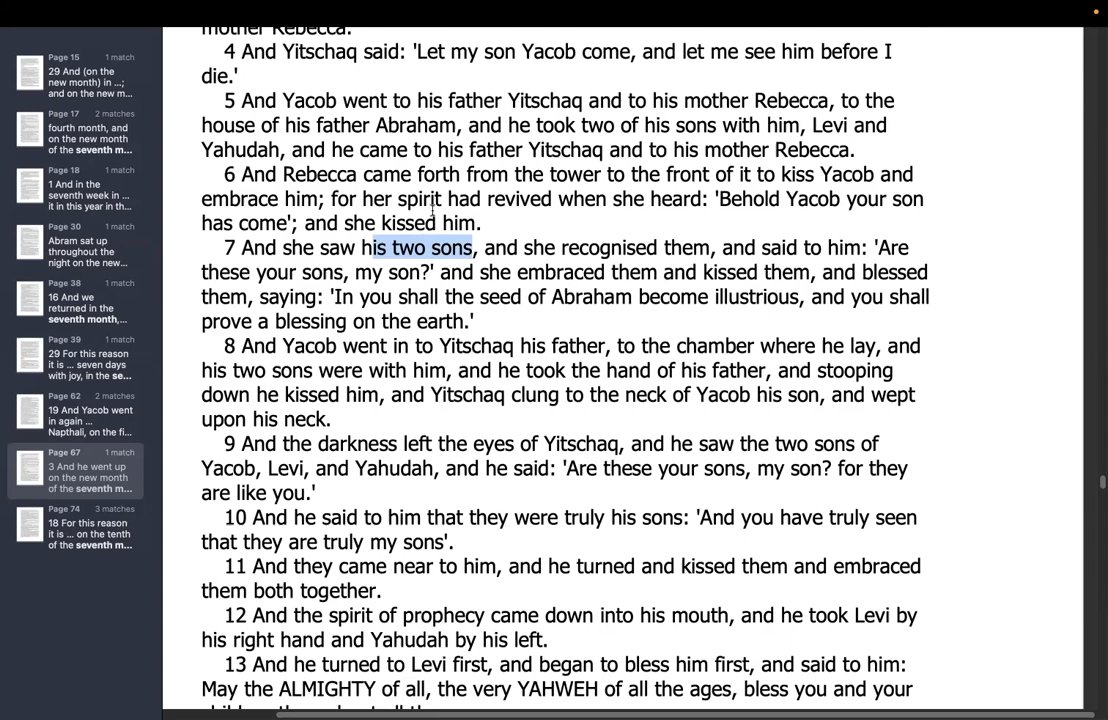 Page 15 1 match
29 And (on the
new month) in ...;
and on the new m...
Page 17 2 matches
fourth month, and
on the new month
of the seventh m...
Page 18 1 match
1 And in the
seventh week in ...
it in this year in th...
Page 30 1 match
Abram sat up
throughout the
night on the new...
Page 38 1 match
16 And we
returned in the
seventh month,...
Page 39 1 match
29 For this reason
it is ... seven days
with joy, in the se...
Page 62 2 matches
19 And Yacob went
in again ...
Napthali, on the fi...
Page 67 1 match
3 And he went up
on the new month
of the seventh m...
Page 74 3 matches
18 For this reason
it is ... on the tenth
of the seventh m...
mother Rebecca.
4 And Yitschaq said: 'Let my son Yacob come, and let me see him before I
die.'
5 And Yacob went to his father Yitschaq and to his mother Rebecca, to the
house of his father Abraham, and he took two of his sons with him, Levi and
Yahudah, and he came to his father Yitschaq and to his mother Rebecca.
6 And Rebecca came forth from the tower to the front of it to kiss Yacob and
embrace him; for her spirit had revived when she heard: 'Behold Yacob your son
has come'; and she kissed him.
7 And she saw his two sons, and she recognised them, and said to him: 'Are
these your sons, my son?' and she embraced them and kissed them, and blessed
them, saying: 'In you shall the seed of Abraham become illustrious, and you shall
prove a blessing on the earth.'
8 And Yacob went in to Yitschaq his father, to the chamber where he lay, and
his two sons were with him, and he took the hand of his father, and stooping
down he kissed him, and Yitschaq clung to the neck of Yacob his son, and wept
upon his neck.
9 And the darkness left the eyes of Yitschaq, and he saw the two sons of
Yacob, Levi, and Yahudah, and he said: 'Are these your sons, my son? for they
are like you.'
10 And he said to him that they were truly his sons: 'And you have truly seen
that they are truly my sons'.
11 And they came near to him, and he turned and kissed them and embraced
them both together.
12 And the spirit of prophecy came down into his mouth, and he took Levi by
his right hand and Yahudah by his left.
13 And he turned to Levi first, and began to bless him first, and said to him:
May the ALMIGHTY of all, the very YAHWEH of all the ages, bless you and your